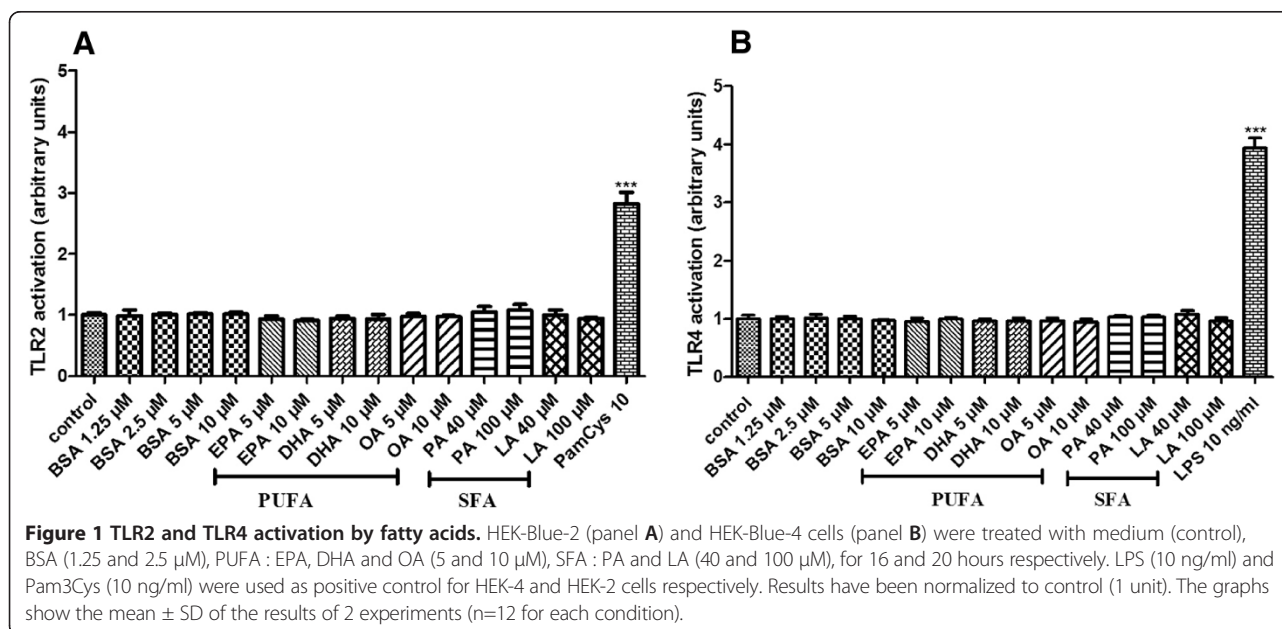 A
B
TLR2 activation (arbitrary units)
5
4
3
2
1
0
***
control
BSA 1.25 µM
BSA 2.5 µM
BSA 5 µM
BSA 10 µM
EPA 5 µM
EPA 10 µM
DHA 5 µM
DHA 10 µM
OA 5 µM
OA 10 µM
PA 40 µM
PA 100 µM
LA 40 µM
LA 100 µM
PamCys 10
PUFA
SFA
TLR4 activation (arbitrary units)
5
4
3
2
1
0
***
control
BSA 1.25 µM
BSA 2.5 µM
BSA 5 µM
BSA 10 µM
EPA 5 µM
EPA 10 µM
DHA 5 µM
DHA 10 µM
OA 5 µM
OA 10 µM
PA 40 µM
PA 100 µM
LA 40 µM
LA 100 µM
LPS 10 ng/ml
PUFA
SFA
Figure 1 TLR2 and TLR4 activation by fatty acids. HEK-Blue-2 (panel A) and HEK-Blue-4 cells (panel B) were treated with medium (control),
BSA (1.25 and 2.5 µM), PUFA : EPA, DHA and OA (5 and 10 µM), SFA : PA and LA (40 and 100 µM), for 16 and 20 hours respectively. LPS (10 ng/ml) and
Pam3Cys (10 ng/ml) were used as positive control for HEK-4 and HEK-2 cells respectively. Results have been normalized to control (1 unit). The graphs
show the mean ± SD of the results of 2 experiments (n=12 for each condition).